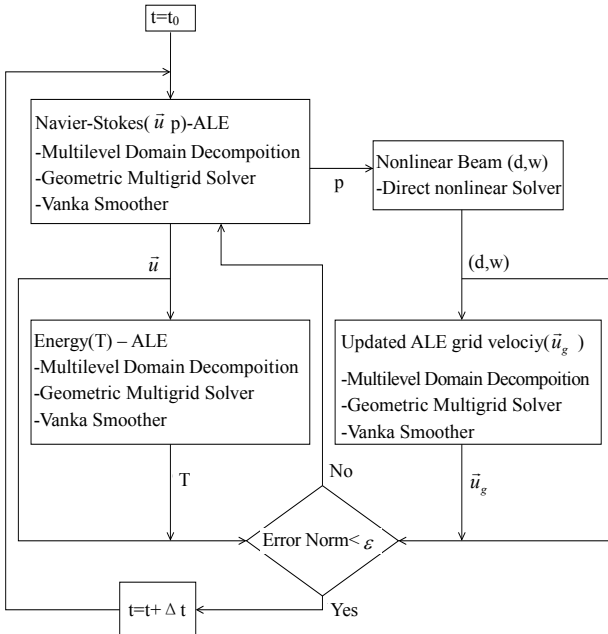 t=t₀
Navier-Stokes( u⃗ p)-ALE
-Multilevel Domain Decompoition
-Geometric Multigrid Solver
-Vanka Smoother
p
Nonlinear Beam (d,w)
-Direct nonlinear Solver
u⃗
(d,w)
Energy(T) – ALE
-Multilevel Domain Decompoition
-Geometric Multigrid Solver
-Vanka Smoother
Updated ALE grid velociy(u⃗_g )
-Multilevel Domain Decompoition
-Geometric Multigrid Solver
-Vanka Smoother
T
No
u⃗_g
Error Norm< ε
Yes
t=t+ Δ t